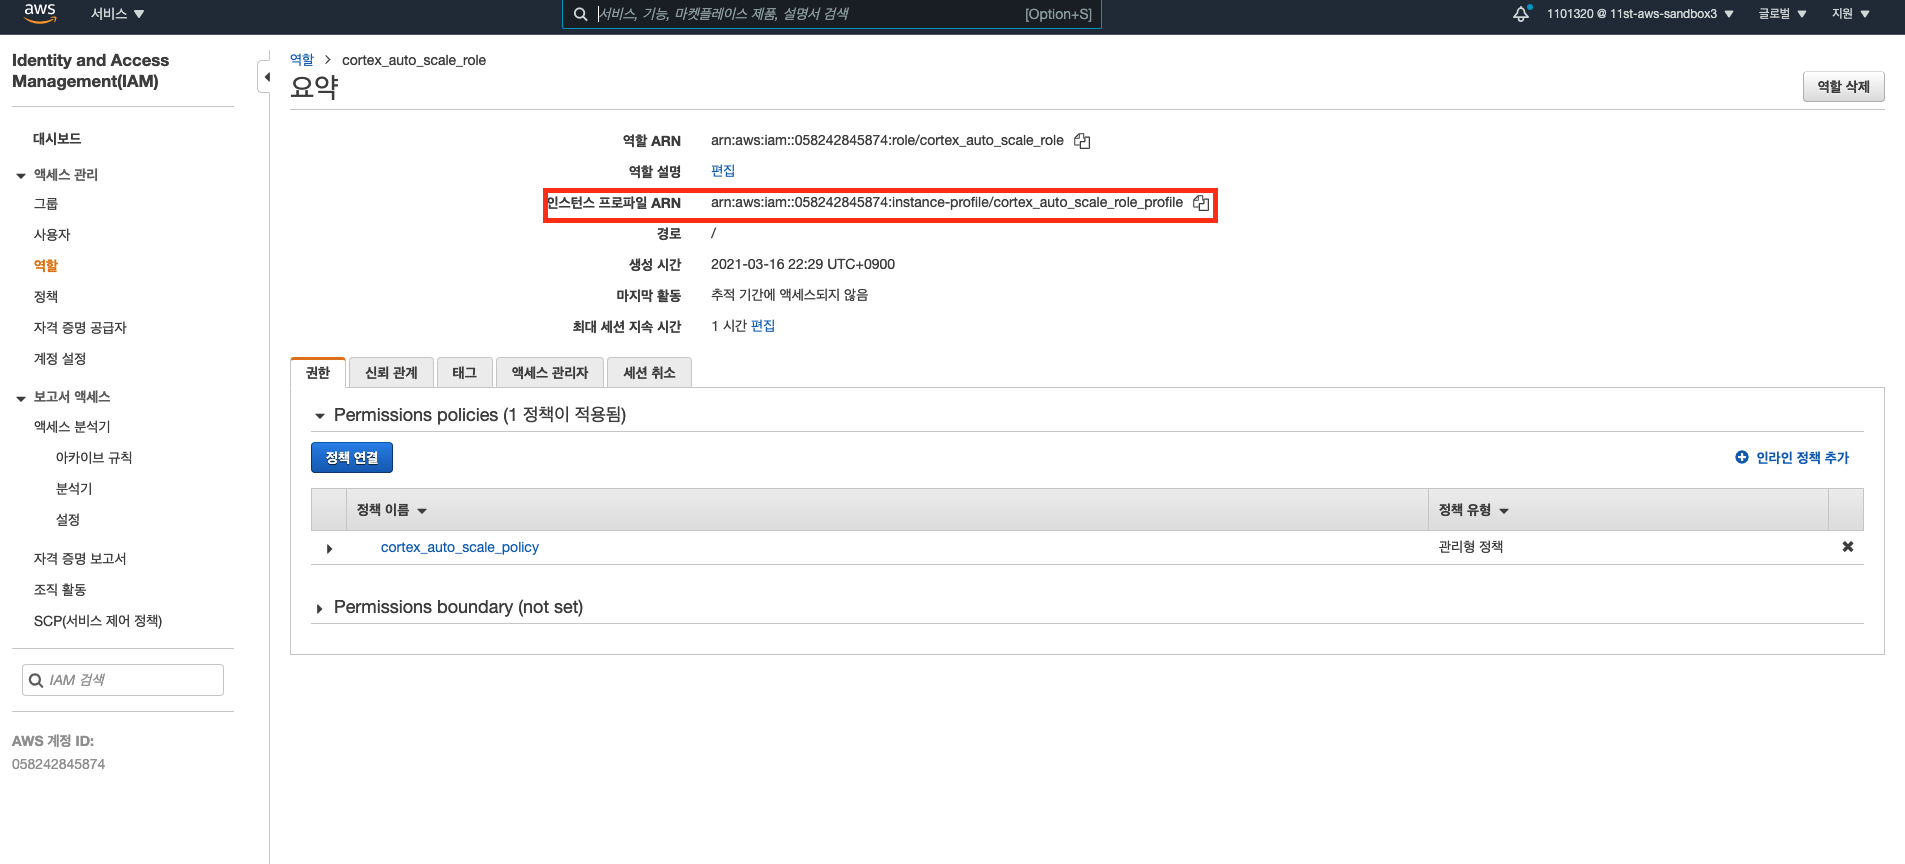 aws
서비스
서비스, 기능, 마켓플레이스 제품, 설명서 검색
[Option+S]
1101320 @ 11st-aws-sandbox3
글로벌
지원
Identity and Access
Management(IAM)
대시보드
액세스 관리
그룹
사용자
역할
정책
자격 증명 공급자
계정 설정
보고서 액세스
액세스 분석기
아카이브 규칙
분석기
설정
자격 증명 보고서
조직 활동
SCP(서비스 제어 정책)
IAM 검색
AWS 계정 ID:
058242845874
역할 > cortex_auto_scale_role
요약
역할 삭제
역할 ARN arn:aws:iam::058242845874:role/cortex_auto_scale_role
역할 설명 편집
인스턴스 프로파일 ARN arn:aws:iam::058242845874:instance-profile/cortex_auto_scale_role_profile
경로 /
생성 시간 2021-03-16 22:29 UTC+0900
마지막 활동 추적 기간에 액세스되지 않음
최대 세션 지속 시간 1 시간 편집
권한 신뢰 관계 태그 액세스 관리자 세션 취소
Permissions policies (1 정책이 적용됨)
정책 연결
인라인 정책 추가
정책 이름 정책 유형
cortex_auto_scale_policy 관리형 정책
Permissions boundary (not set)